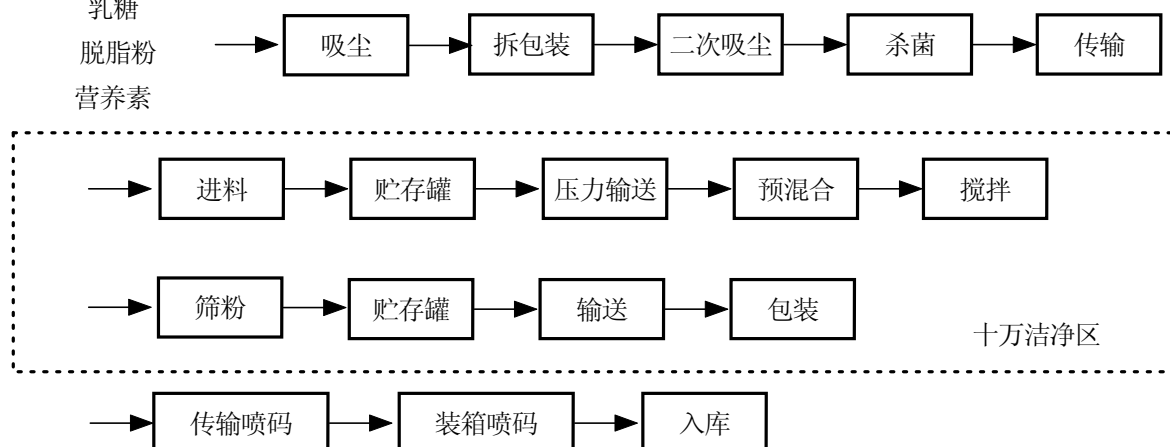 乳糖
脱脂粉
营养素
吸尘
拆包装
二次吸尘
杀菌
传输
进料
贮存罐
压力输送
预混合
搅拌
筛粉
贮存罐
输送
包装
十万洁净区
传输喷码
装箱喷码
入库